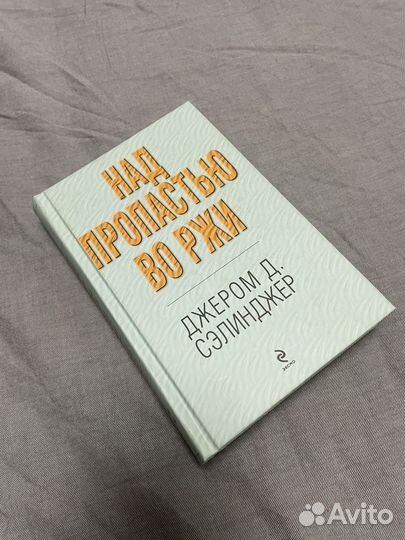 НАД
ПРОПАСТЬЮ
ВО РЖИ
ДЖЕРОМ Д.
СЭЛИНДЖЕР
ЭКСМО
Avito